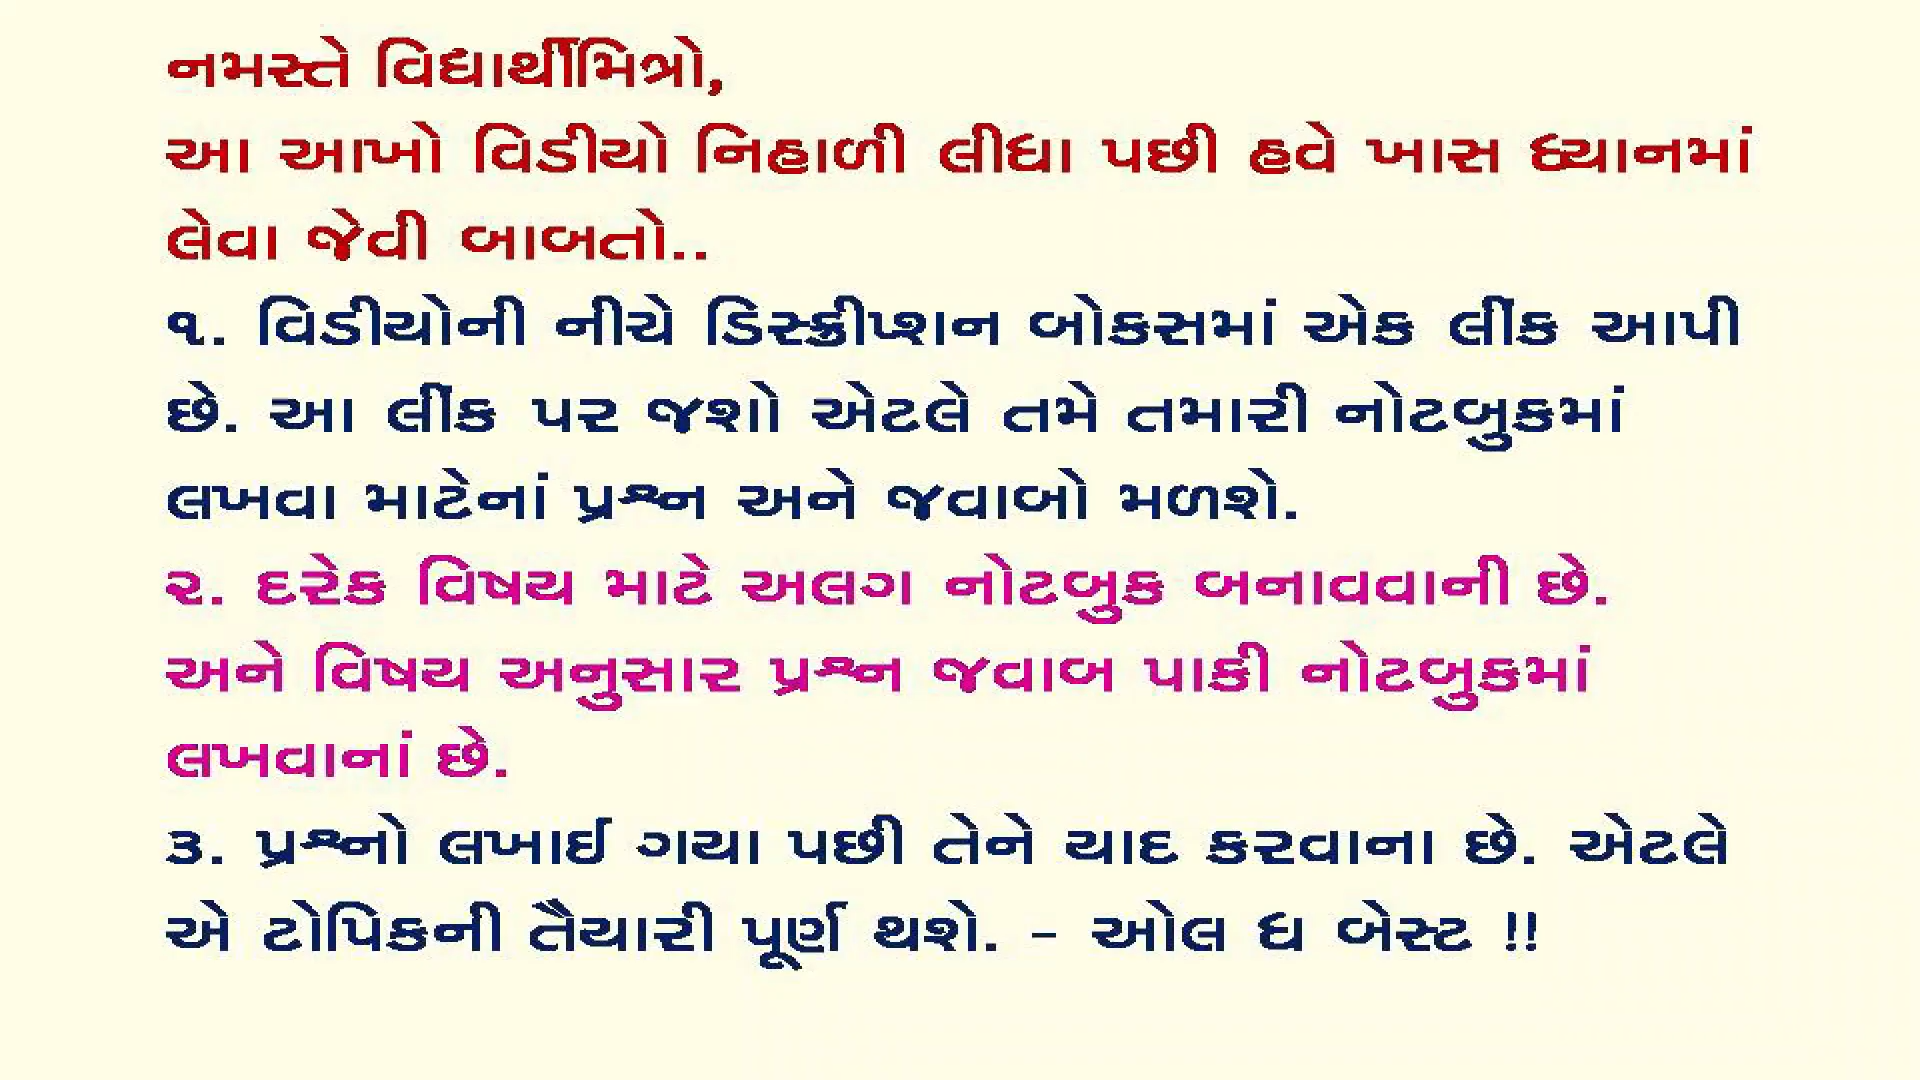 નમસ્તે વિદ્યાર્થીમિત્રો,
આ આખો વિડીયો નિહાળી લીધા પછી હવે ખાસ ધ્યાનમાં
લેવા જેવી બાબતો..
૧. વિડીયોની નીચે ડિસ્ક્રીપ્શન બોકસમાં એક લીંક આપી
છે. આ લીંક પર જશો એટલે તમે તમારી નોટબુકમાં
લખવા માટેનાં પ્રશ્ન અને જવાબો મળશે.
૨. દરેક વિષય માટે અલગ નોટબુક બનાવવાની છે.
અને વિષય અનુસાર પ્રશ્ન જવાબ પાકી નોટબુકમાં
લખવાનાં છે.
૩. પ્રશ્નો લખાઈ ગયા પછી તેને યાદ કરવાના છે. એટલે
એ ટોપિકની તૈયારી પૂર્ણ થશે. - ઓલ ધ બેસ્ટ !!